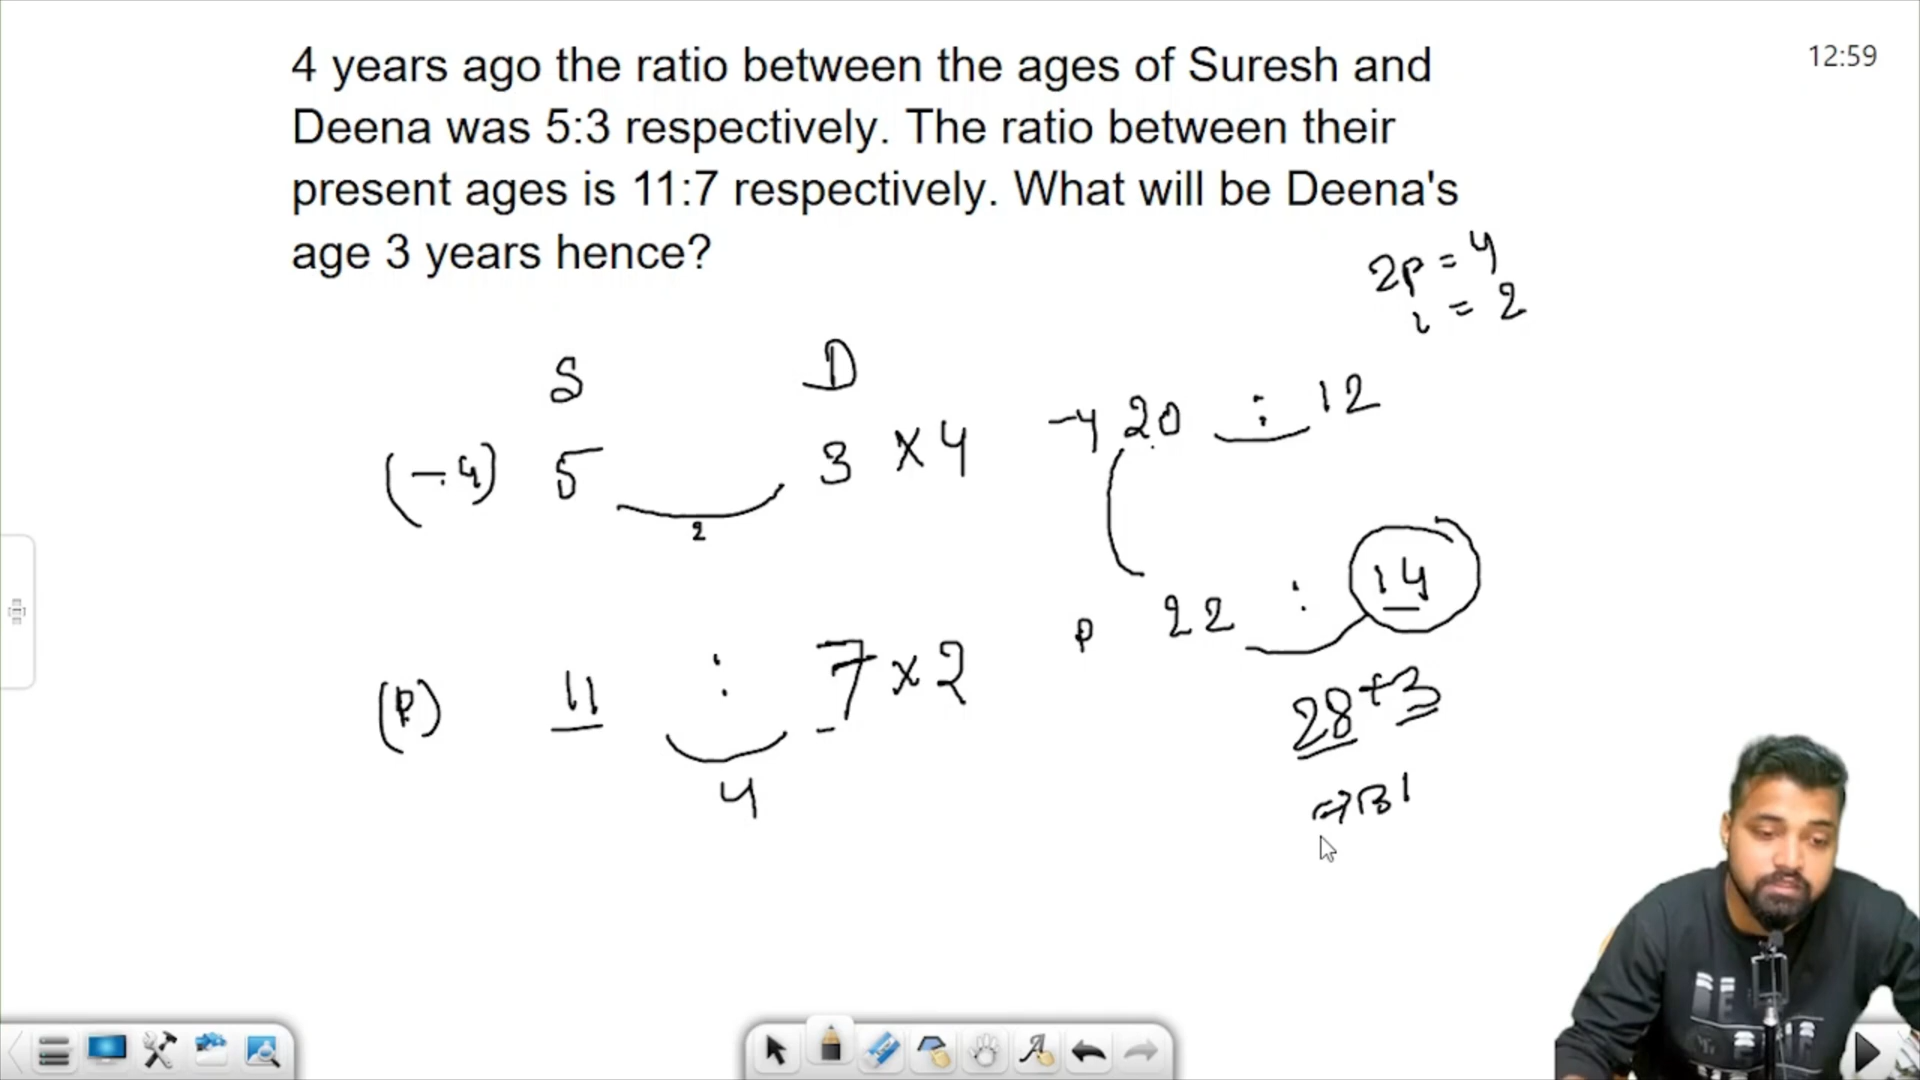 12:59
4 years ago the ratio between the ages of Suresh and
Deena was 5:3 respectively. The ratio between their
present ages is 11:7 respectively. What will be Deena's
age 3 years hence?
2p = 4
1 = 2
S D
(-4) 5 3 x 4
2
-4 20 : 12
(P) 11 : 7 x 2
4
P 22 : 14
28+3
⇒ 31